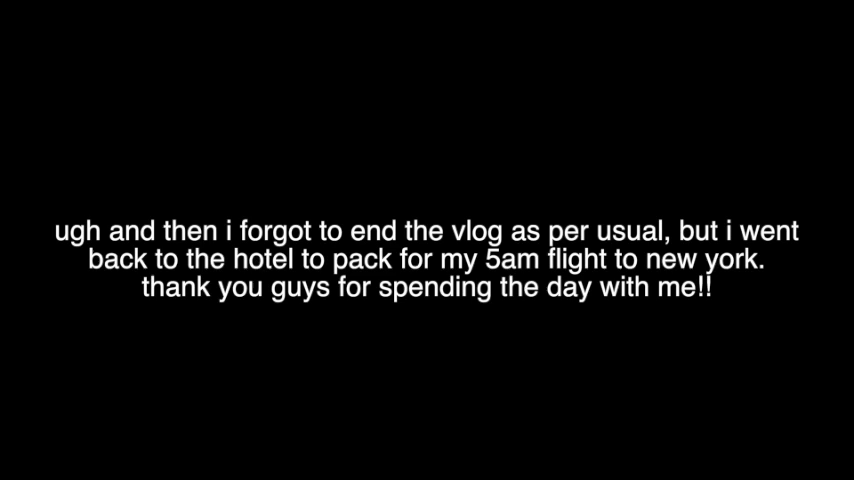 ugh and then i forgot to end the vlog as per usual, but i went
back to the hotel to pack for my 5am flight to new york.
thank you guys for spending the day with me!!